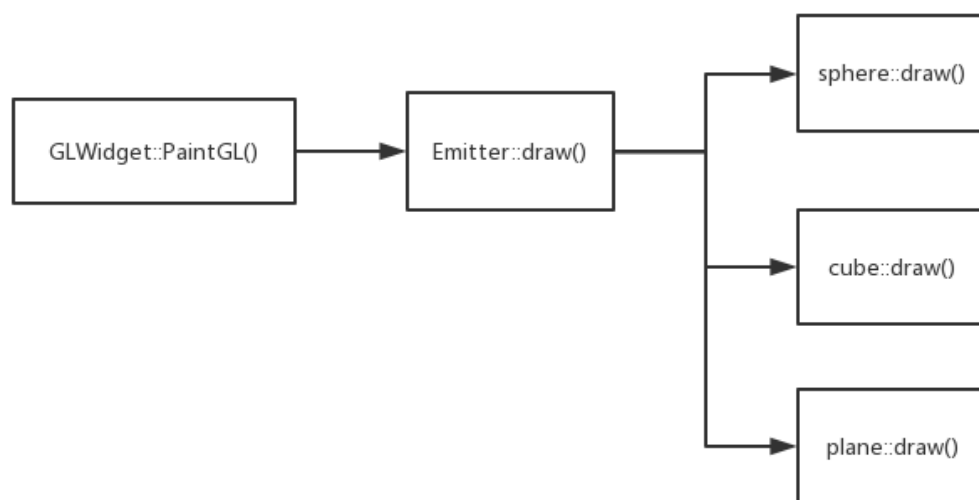 sphere::draw()
GLWidget::PaintGL()
Emitter::draw()
cube::draw()
plane::draw()